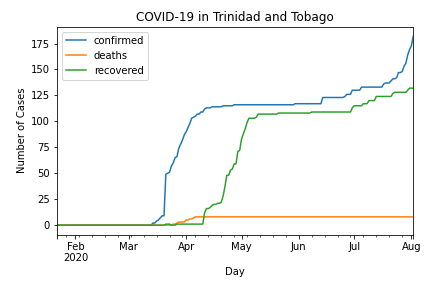 COVID-19 in Trinidad and Tobago
confirmed
deaths
recovered
175
150
125
100
75
50
25
0
Number of Cases
Feb
2020
Mar
Apr
May
Jun
Jul
Aug
Day